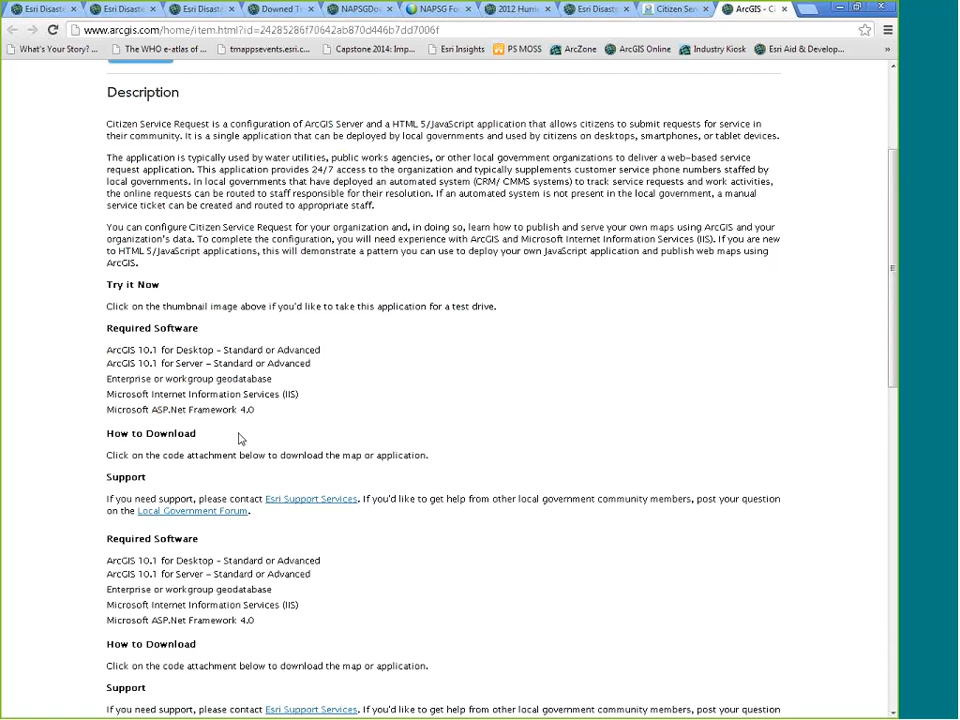 Esri Disaste
Esri Disaste
Esri Disaste
Downed T
NAPSGDe
NAPSG Fo
2012 Hum
Esri Disaste
Citizen Ser
ArcGIS - C
www.arcgis.com/home/item.html?id=24285286f70642ab870d446b7dd7006f
What's Your Story? ...
The WHO e-atlas of ...
tmappsevents.esri.c...
Capstone 2014: Imp...
Esri Insights
PS MOSS
ArcZone
ArcGIS Online
Industry Kiosk
Esri Aid & Develop...
»
Description
Citizen Service Request is a configuration of ArcGIS Server and a HTML 5/JavaScript application that allows citizens to submit requests for service in
their community. It is a single application that can be deployed by local governments and used by citizens on desktops, smartphones, or tablet devices.
The application is typically used by water utilities, public works agencies, or other local government organizations to deliver a web-based service
request application. This application provides 24/7 access to the organization and typically supplements customer service phone numbers staffed by
local governments. In local governments that have deployed an automated system (CRM/ CMMS systems) to track service requests and work activities,
the online requests can be routed to staff responsible for their resolution. If an automated system is not present in the local government, a manual
service ticket can be created and routed to appropriate staff.
You can configure Citizen Service Request for your organization and, in doing so, learn how to publish and serve your own maps using ArcGIS and your
organization's data. To complete the configuration, you will need experience with ArcGIS and Microsoft Internet Information Services (IIS). If you are new
to HTML 5/JavaScript applications, this will demonstrate a pattern you can use to deploy your own JavaScript application and publish web maps using
ArcGIS.
Try it Now
Click on the thumbnail image above if you'd like to take this application for a test drive.
Required Software
ArcGIS 10.1 for Desktop - Standard or Advanced
ArcGIS 10.1 for Server - Standard or Advanced
Enterprise or workgroup geodatabase
Microsoft Internet Information Services (IIS)
Microsoft ASP.Net Framework 4.0
How to Download
Click on the code attachment below to download the map or application.
Support
If you need support, please contact Esri Support Services. If you'd like to get help from other local government community members, post your question
on the Local Government Forum.
Required Software
ArcGIS 10.1 for Desktop - Standard or Advanced
ArcGIS 10.1 for Server - Standard or Advanced
Enterprise or workgroup geodatabase
Microsoft Internet Information Services (IIS)
Microsoft ASP.Net Framework 4.0
How to Download
Click on the code attachment below to download the map or application.
Support
If you need support, please contact Esri Support Services. If you'd like to get help from other local government community members, post your question